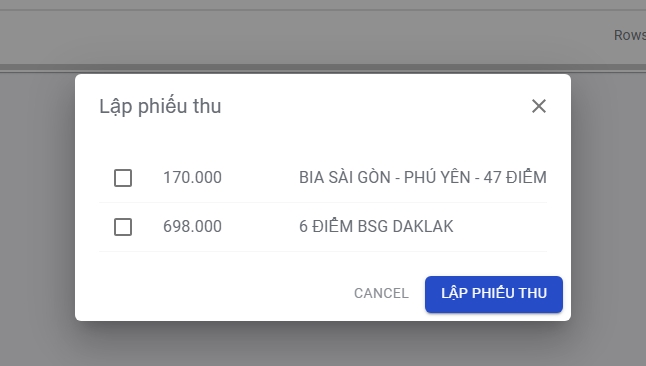 Rows
Lập phiếu thu
170.000 BIA SÀI GÒN - PHÚ YÊN - 47 ĐIỂM
698.000 6 ĐIỂM BSG DAKLAK
CANCEL LẬP PHIẾU THU